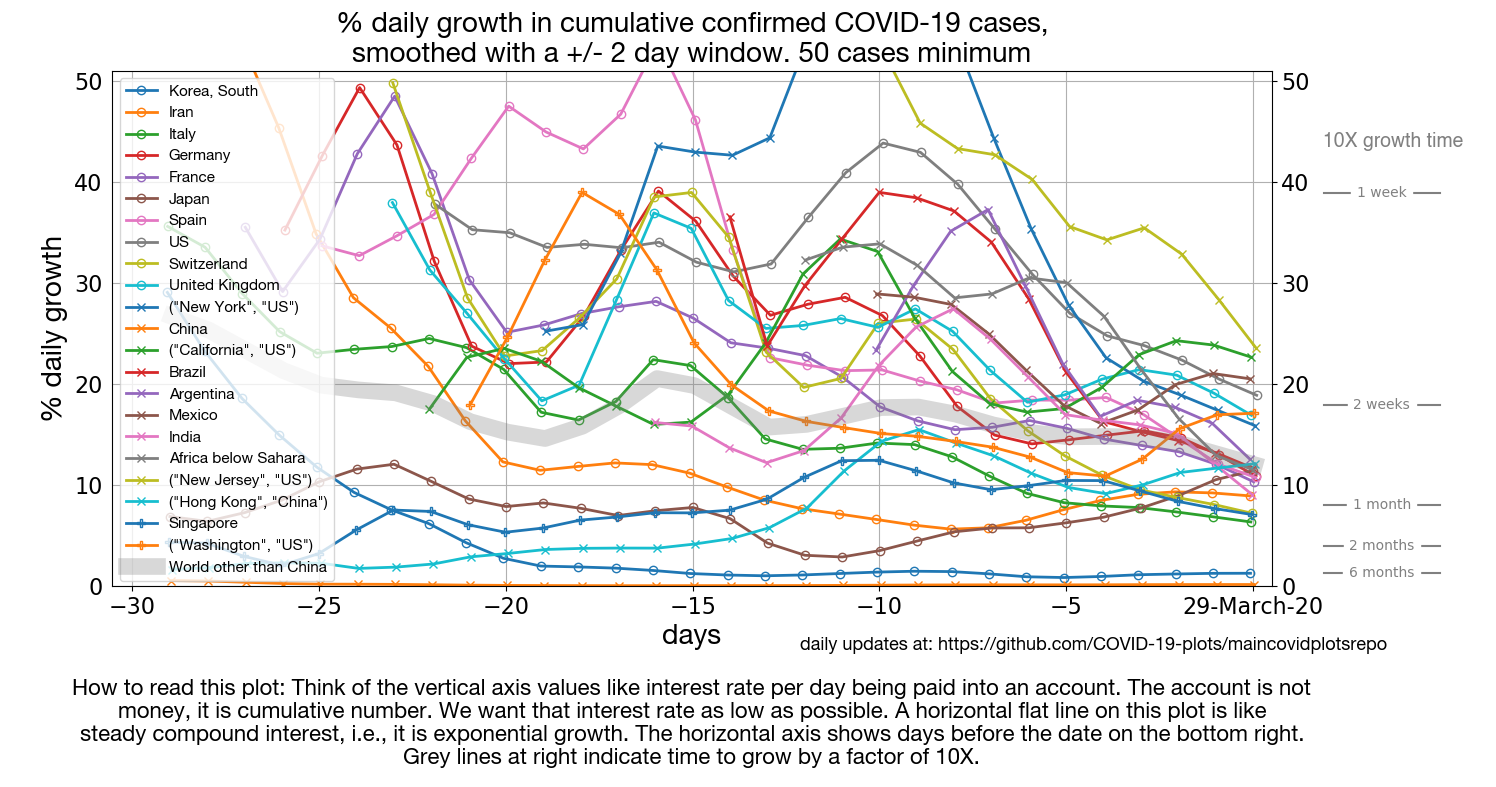 % daily growth in cumulative confirmed COVID-19 cases,
smoothed with a +/- 2 day window. 50 cases minimum
50
40
30
20
10
0
% daily growth
Korea, South
Iran
Italy
Germany
France
Japan
Spain
US
Switzerland
United Kingdom
("New York", "US")
China
("California", "US")
Brazil
Argentina
Mexico
India
Africa below Sahara
("New Jersey", "US")
("Hong Kong", "China")
Singapore
("Washington", "US")
World other than China
50
40
30
20
10
0
10X growth time
1 week
2 weeks
1 month
2 months
6 months
−30
−25
−20
−15
−10
−5
29-March-20
days
daily updates at: https://github.com/COVID-19-plots/maincovidplotsrepo
How to read this plot: Think of the vertical axis values like interest rate per day being paid into an account. The account is not
money, it is cumulative number. We want that interest rate as low as possible. A horizontal flat line on this plot is like
steady compound interest, i.e., it is exponential growth. The horizontal axis shows days before the date on the bottom right.
Grey lines at right indicate time to grow by a factor of 10X.